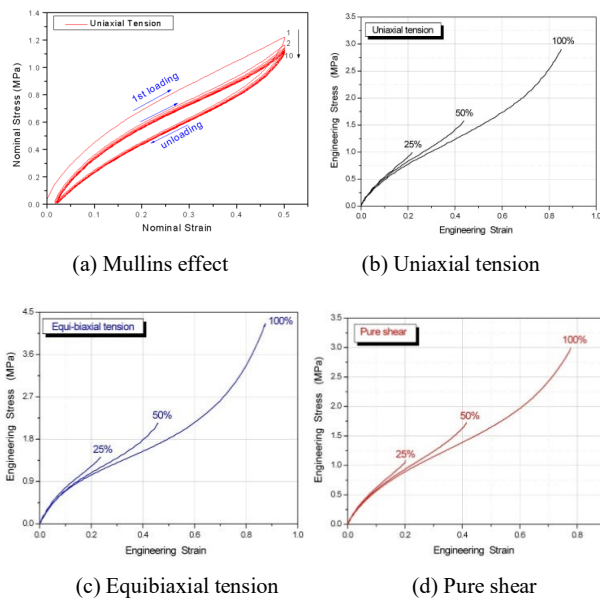 Uniaxial Tension
1.4
1.2
1.0
0.8
0.6
0.4
0.2
0.0
Nominal Stress (MPa)
1
2
10
1st loading
unloading
0.0 0.1 0.2 0.3 0.4 0.5
Nominal Strain
(a) Mullins effect
Uniaxial tension
3.5
3.0
2.5
2.0
1.5
1.0
0.5
0.0
Engineering Stress (MPa)
100%
50%
25%
0.0 0.2 0.4 0.6 0.8 1.0
Engineering Strain
(b) Uniaxial tension
Equi-biaxial tension
4.5
3.6
2.7
1.8
0.9
0.0
Engineering Stress (MPa)
100%
50%
25%
0.0 0.2 0.4 0.6 0.8 1.0
Engineering Strain
(c) Equibiaxial tension
Pure shear
3.5
3.0
2.5
2.0
1.5
1.0
0.5
0.0
Engineering Stress (MPa)
100%
50%
25%
0.0 0.2 0.4 0.6 0.8 1.0
Engineering Strain
(d) Pure shear